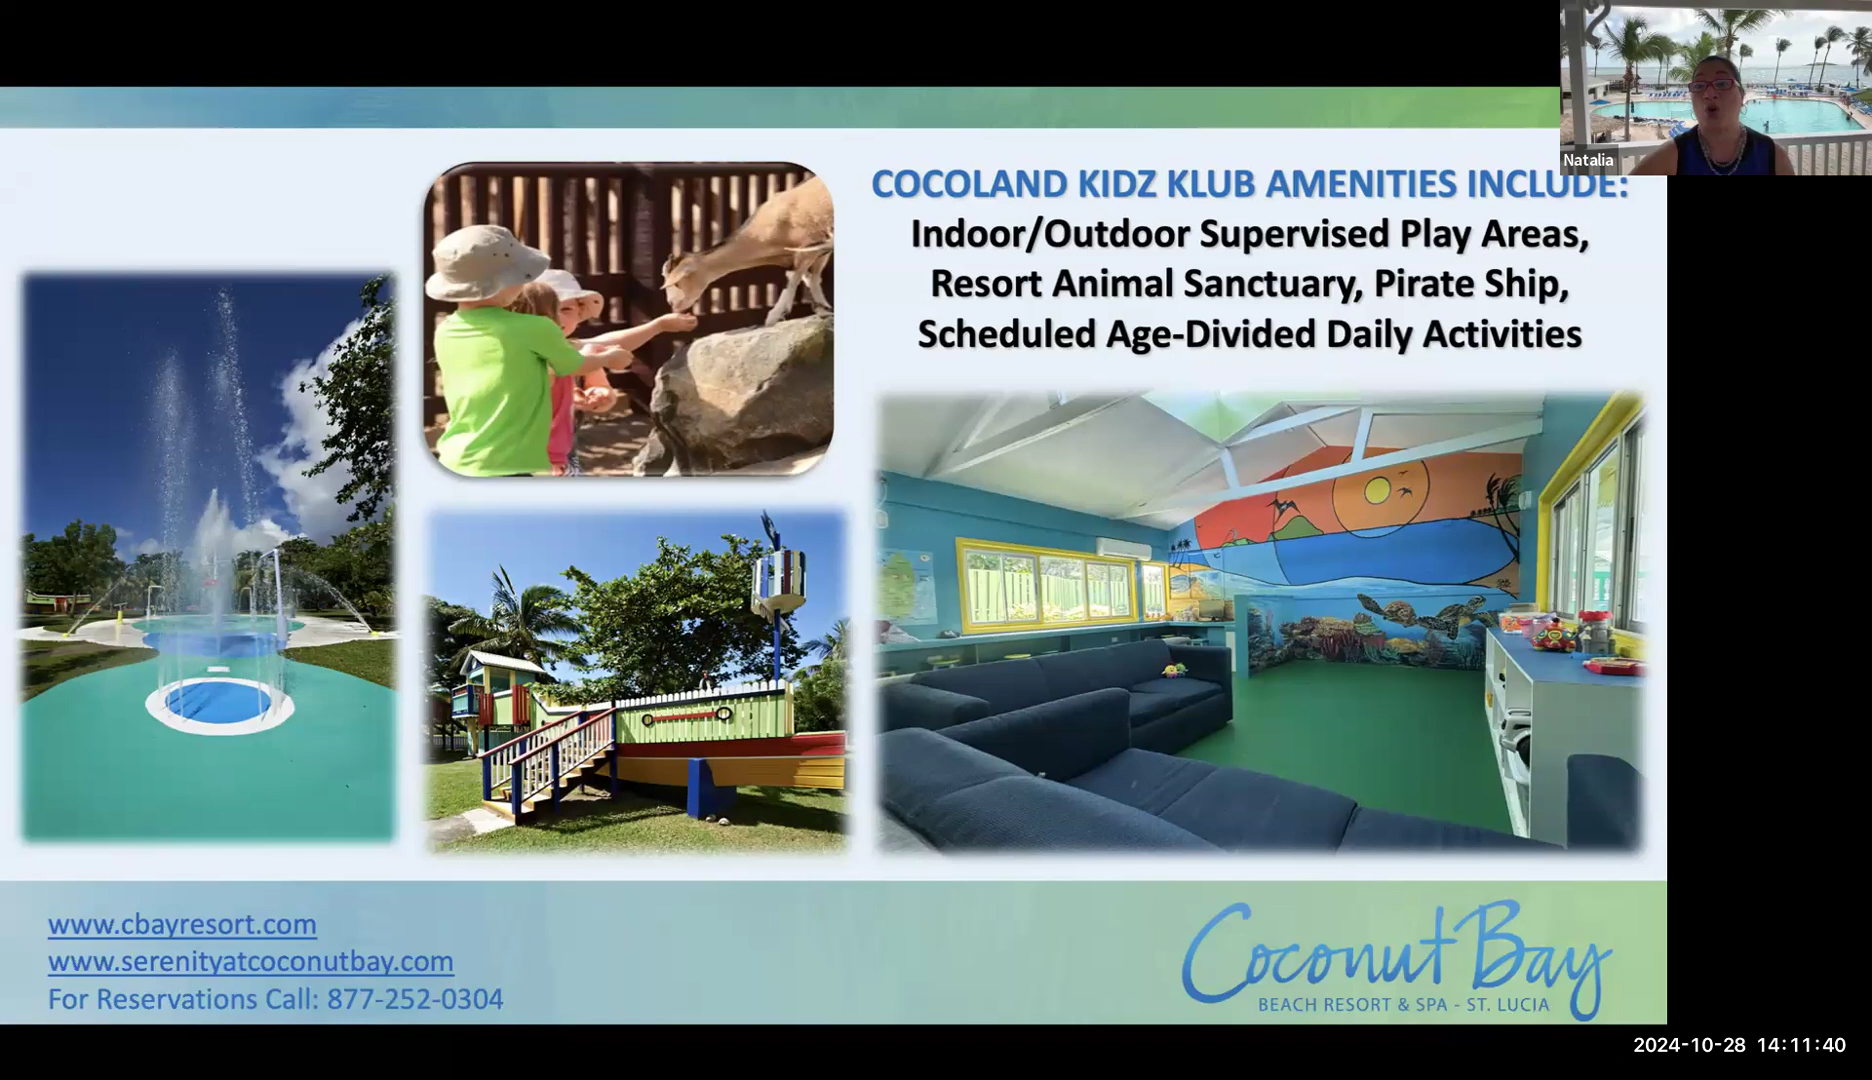 Natalia
COCOLAND KIDZ KLUB AMENITIES INCLUDE:
Indoor/Outdoor Supervised Play Areas,
Resort Animal Sanctuary, Pirate Ship,
Scheduled Age-Divided Daily Activities
www.cbayresort.com
www.serenityatcoconutbay.com
For Reservations Call: 877-252-0304
Coconut Bay
BEACH RESORT & SPA - ST. LUCIA
2024-10-28 14:11:40